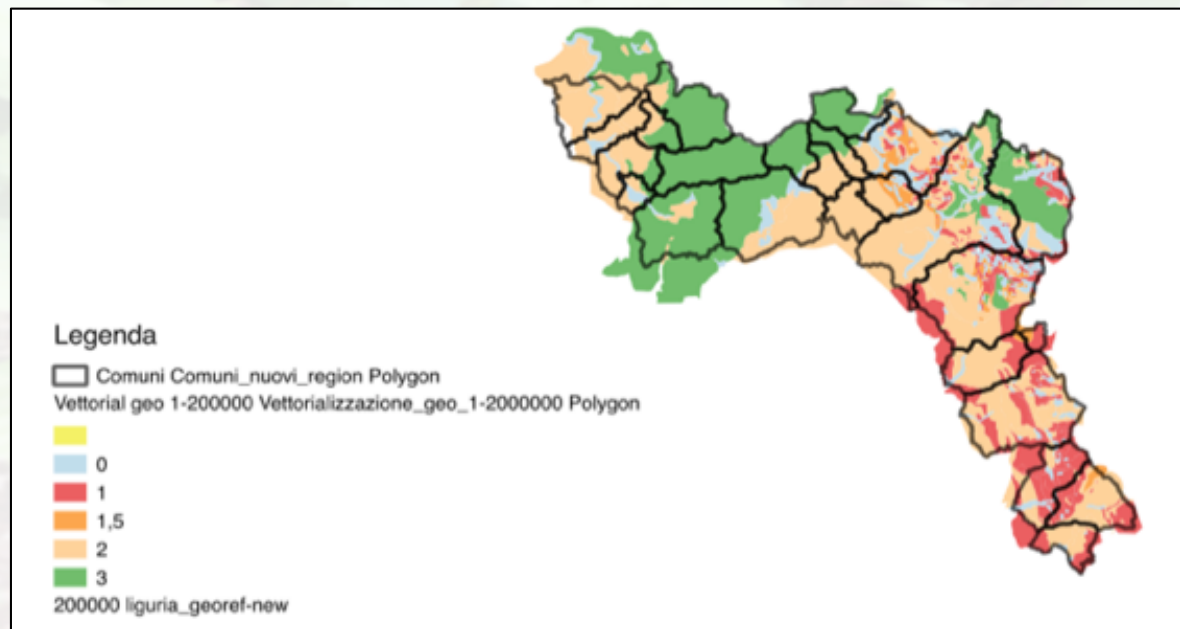 Legenda
Comuni Comuni_nuovi_region Polygon
Vettorial geo 1-200000 Vettorializzazione_geo_1-2000000 Polygon
0
1
1,5
2
3
200000 liguria_georef-new